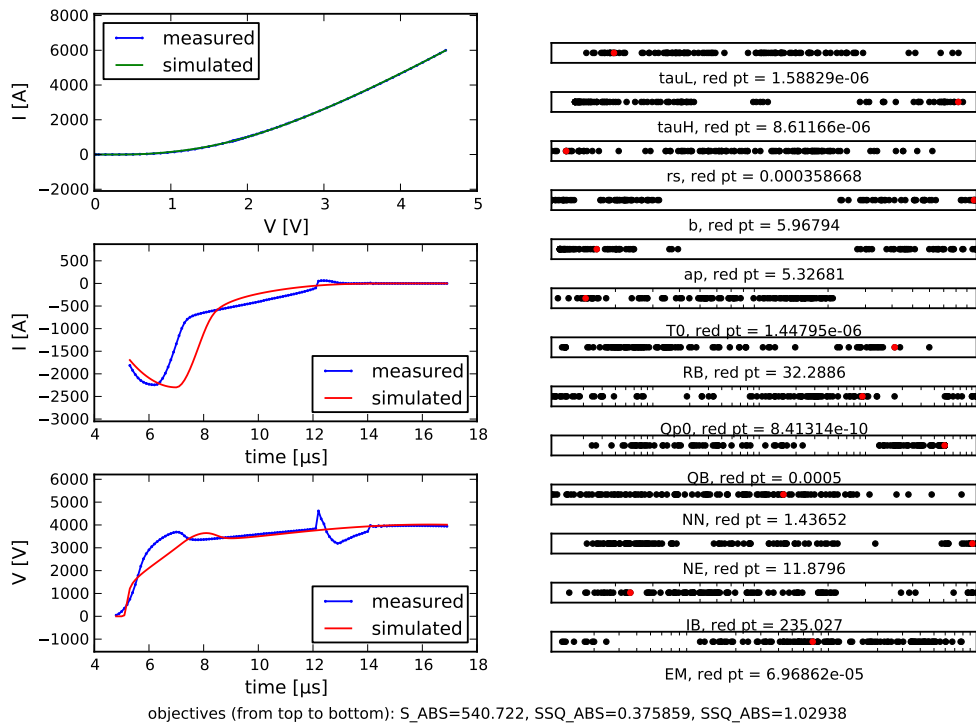 6000
4000
2000
0
−2000
I [A]
measured
simulated
0 1 2 3 4 5
V [V]
500
0
−500
−1000
−1500
−2000
−2500
−3000
I [A]
measured
simulated
4 6 8 10 12 14 16 18
time [μs]
6000
5000
4000
3000
2000
1000
0
−1000
V [V]
measured
simulated
4 6 8 10 12 14 16 18
time [μs]
tauL, red pt = 1.58829e-06
tauH, red pt = 8.61166e-06
rs, red pt = 0.000358668
b, red pt = 5.96794
ap, red pt = 5.32681
T0, red pt = 1.44795e-06
RB, red pt = 32.2886
Qp0, red pt = 8.41314e-10
QB, red pt = 0.0005
NN, red pt = 1.43652
NE, red pt = 11.8796
IB, red pt = 235.027
EM, red pt = 6.96862e-05
objectives (from top to bottom): S_ABS=540.722, SSQ_ABS=0.375859, SSQ_ABS=1.02938